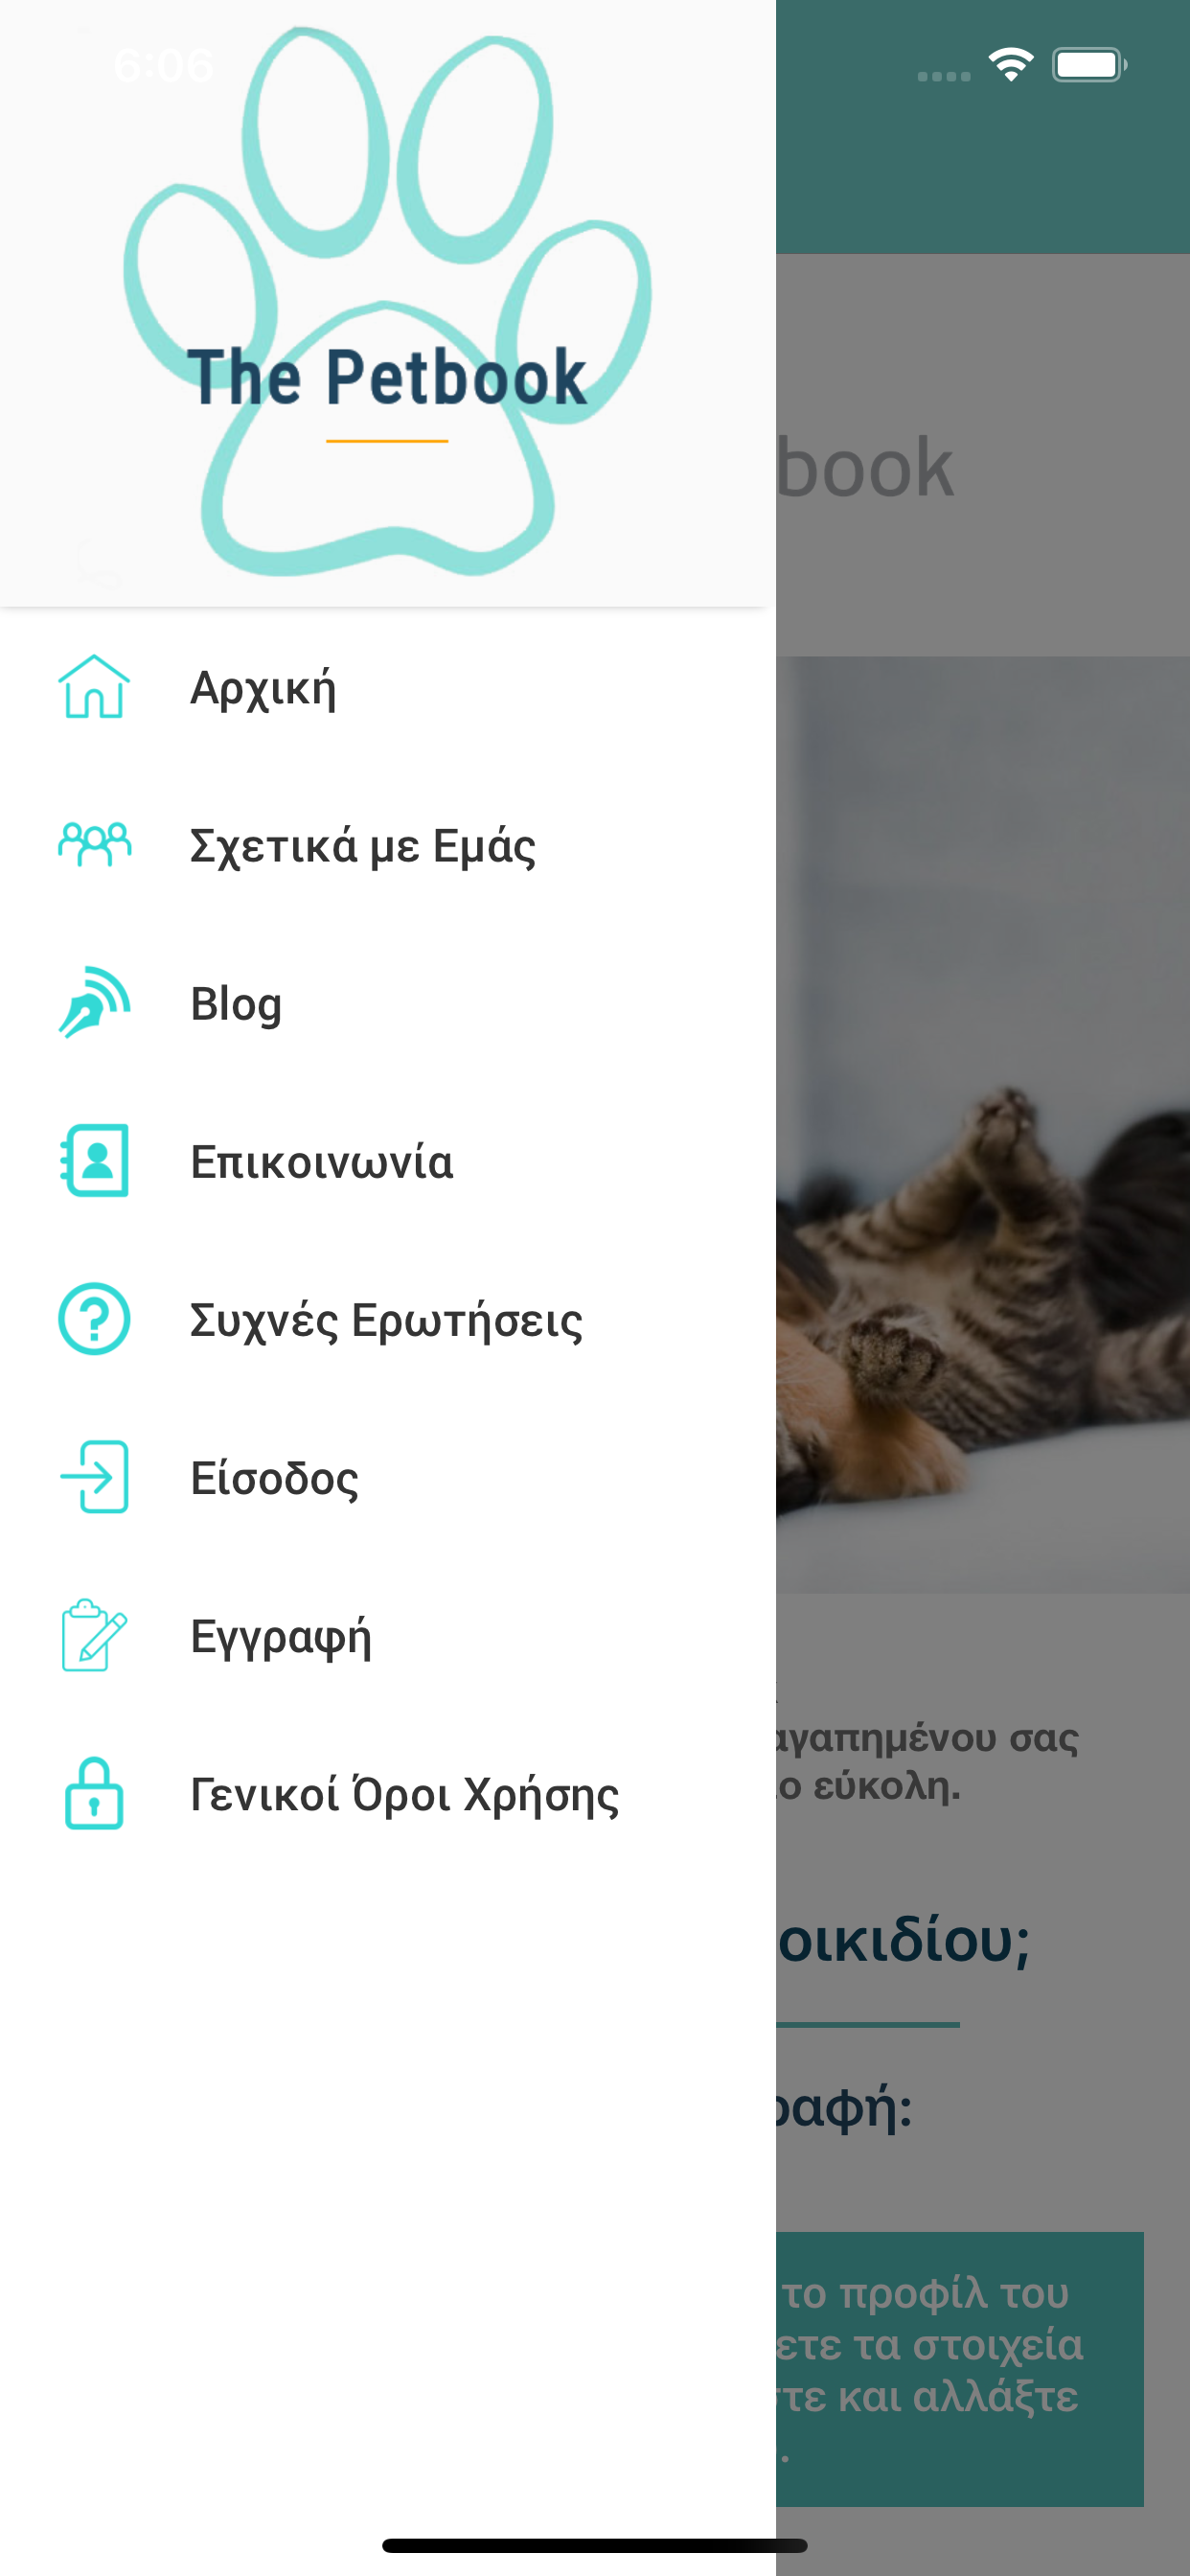 6:06
The Petbook
book
Αρχική
Σχετικά με Εμάς
Blog
Επικοινωνία
Συχνές Ερωτήσεις
Είσοδος
Εγγραφή
Γενικοί Όροι Χρήσης
αγαπημένου σας
ο εύκολη.
οικιδίου;
ραφή:
το προφίλ του
ετε τα στοιχεία
τε και αλλάξτε
.